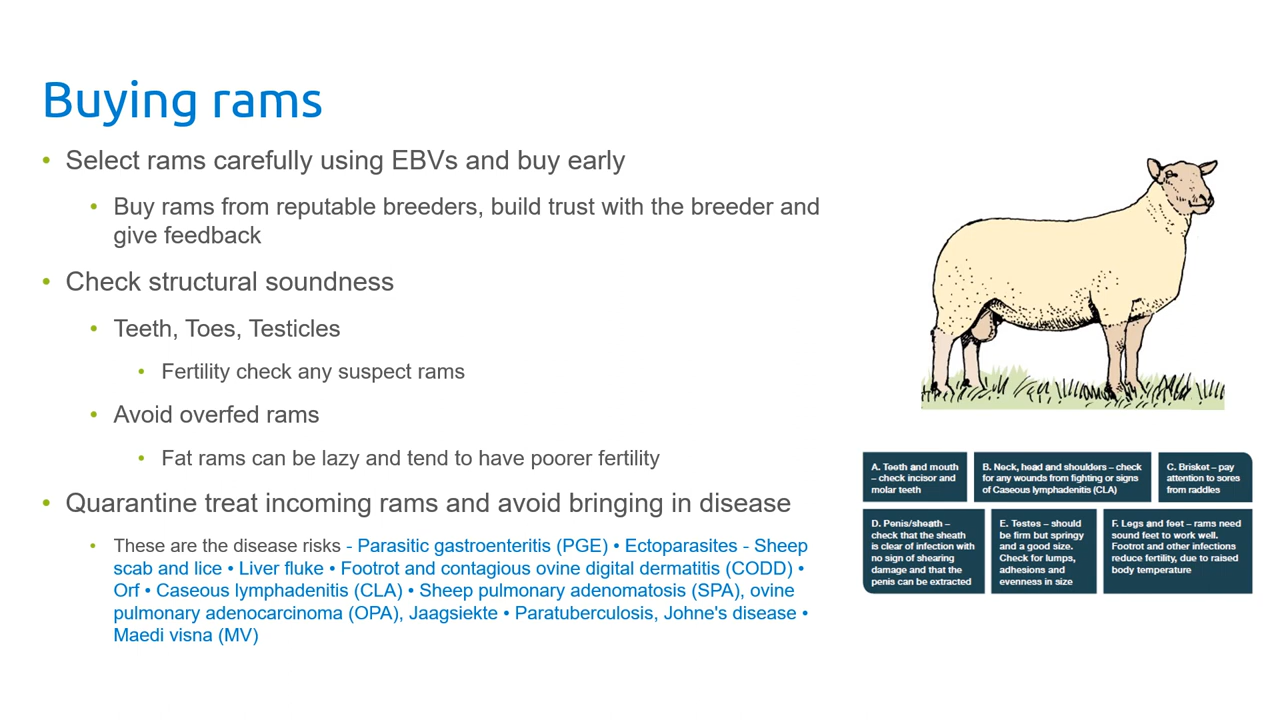 Buying rams
• Select rams carefully using EBVs and buy early
• Buy rams from reputable breeders, build trust with the breeder and
give feedback
• Check structural soundness
• Teeth, Toes, Testicles
• Fertility check any suspect rams
• Avoid overfed rams
• Fat rams can be lazy and tend to have poorer fertility
• Quarantine treat incoming rams and avoid bringing in disease
• These are the disease risks - Parasitic gastroenteritis (PGE) • Ectoparasites - Sheep
scab and lice • Liver fluke • Footrot and contagious ovine digital dermatitis (CODD) •
Orf • Caseous lymphadenitis (CLA) • Sheep pulmonary adenomatosis (SPA), ovine
pulmonary adenocarcinoma (OPA), Jaagsiekte • Paratuberculosis, Johne's disease •
Maedi visna (MV)
A. Teeth and mouth
– check incisor and
molar teeth
B. Neck, head and shoulders – check
for any wounds from fighting or signs
of Caseous lymphadenitis (CLA)
C. Brisket – pay
attention to sores
from raddles
D. Penis/sheath –
check that the sheath
is clear of infection with
no sign of shearing
damage and that the
penis can be extracted
E. Testes – should
be firm but springy
and a good size.
Check for lumps,
adhesions and
evenness in size
F. Legs and feet – rams need
sound feet to work well.
Footrot and other infections
reduce fertility, due to raised
body temperature